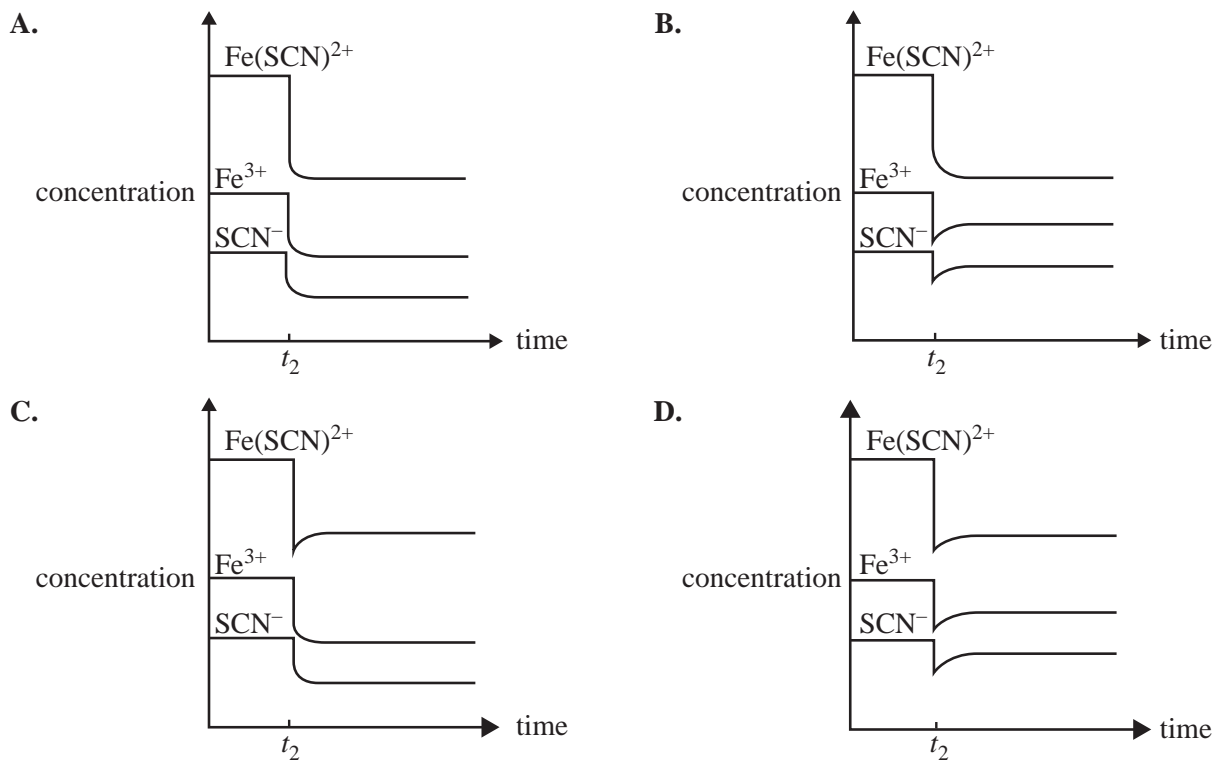 A.
Fe(SCN)²⁺
Fe³⁺
concentration
SCN⁻
time
t₂
B.
Fe(SCN)²⁺
Fe³⁺
concentration
SCN⁻
time
t₂
C.
Fe(SCN)²⁺
Fe³⁺
concentration
SCN⁻
time
t₂
D.
Fe(SCN)²⁺
Fe³⁺
concentration
SCN⁻
time
t₂